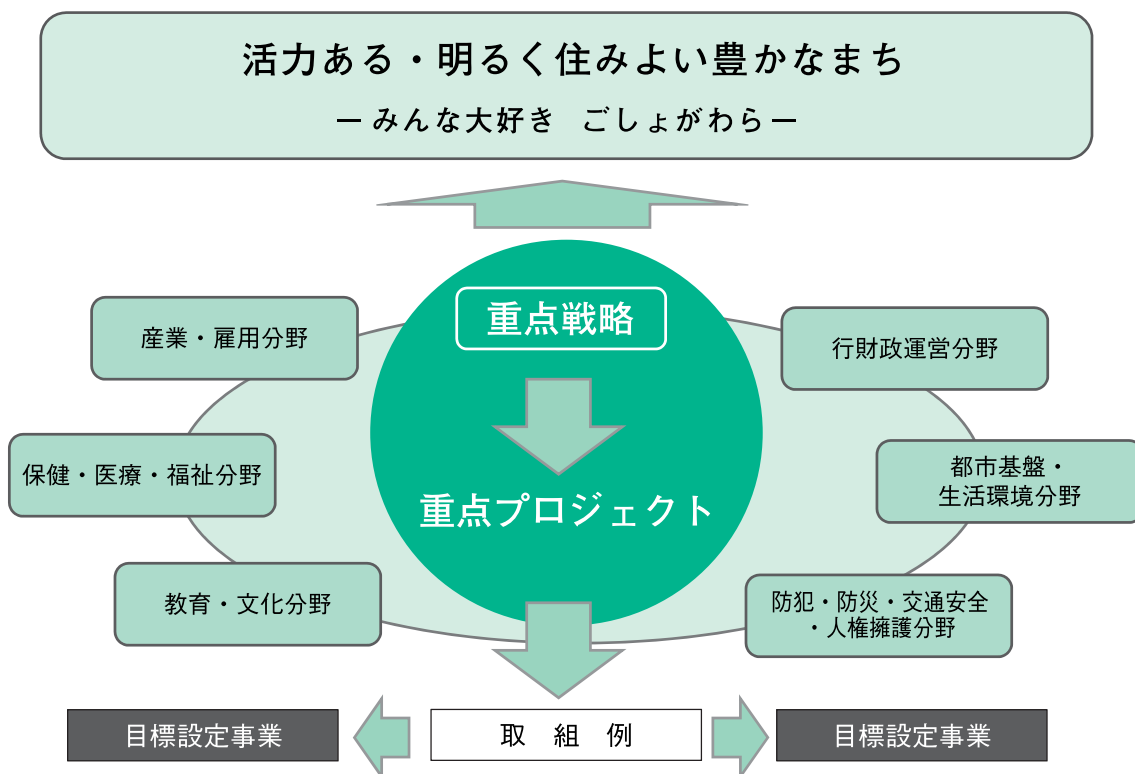 活力ある・明るく住みよい豊かなまち
－みんな大好き ごしょがわら－
重点戦略
重点プロジェクト
産業・雇用分野
保健・医療・福祉分野
教育・文化分野
行財政運営分野
都市基盤・
生活環境分野
防犯・防災・交通安全
・人権擁護分野
目標設定事業
取 組 例
目標設定事業